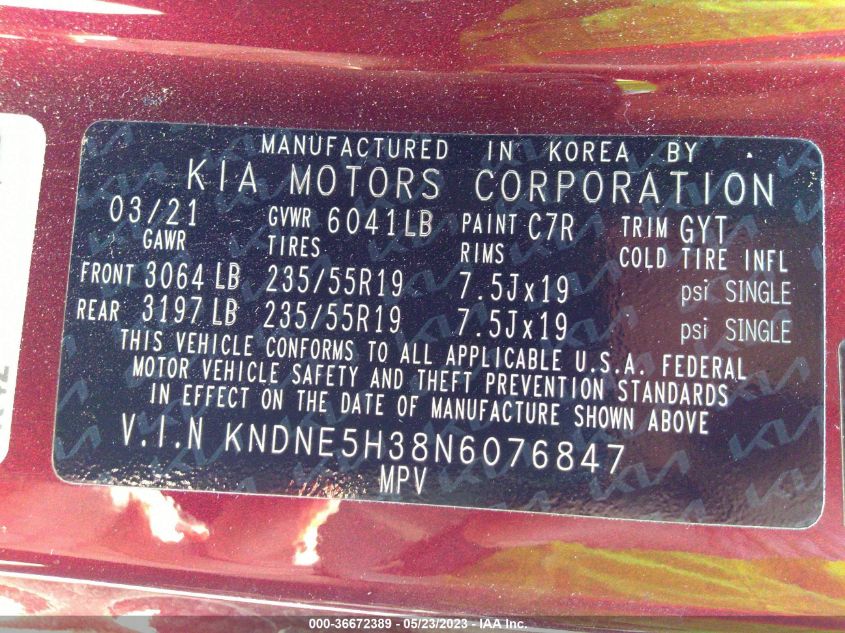 MANUFACTURED IN KOREA BY
KIA MOTORS CORPORATION
03/21 GVWR 6041LB PAINT C7R TRIM GYT
GAWR TIRES RIMS COLD TIRE INFL
FRONT 3064 LB 235/55R19 7.5Jx19 psi SINGLE
REAR 3197 LB 235/55R19 7.5Jx19 psi SINGLE
THIS VEHICLE CONFORMS TO ALL APPLICABLE U.S.A. FEDERAL
MOTOR VEHICLE SAFETY AND THEFT PREVENTION STANDARDS
IN EFFECT ON THE DATE OF MANUFACTURE SHOWN ABOVE
V.I.N KNDNE5H38N6076847
MPV
000-36672389 - 05/23/2023 - IAA Inc.